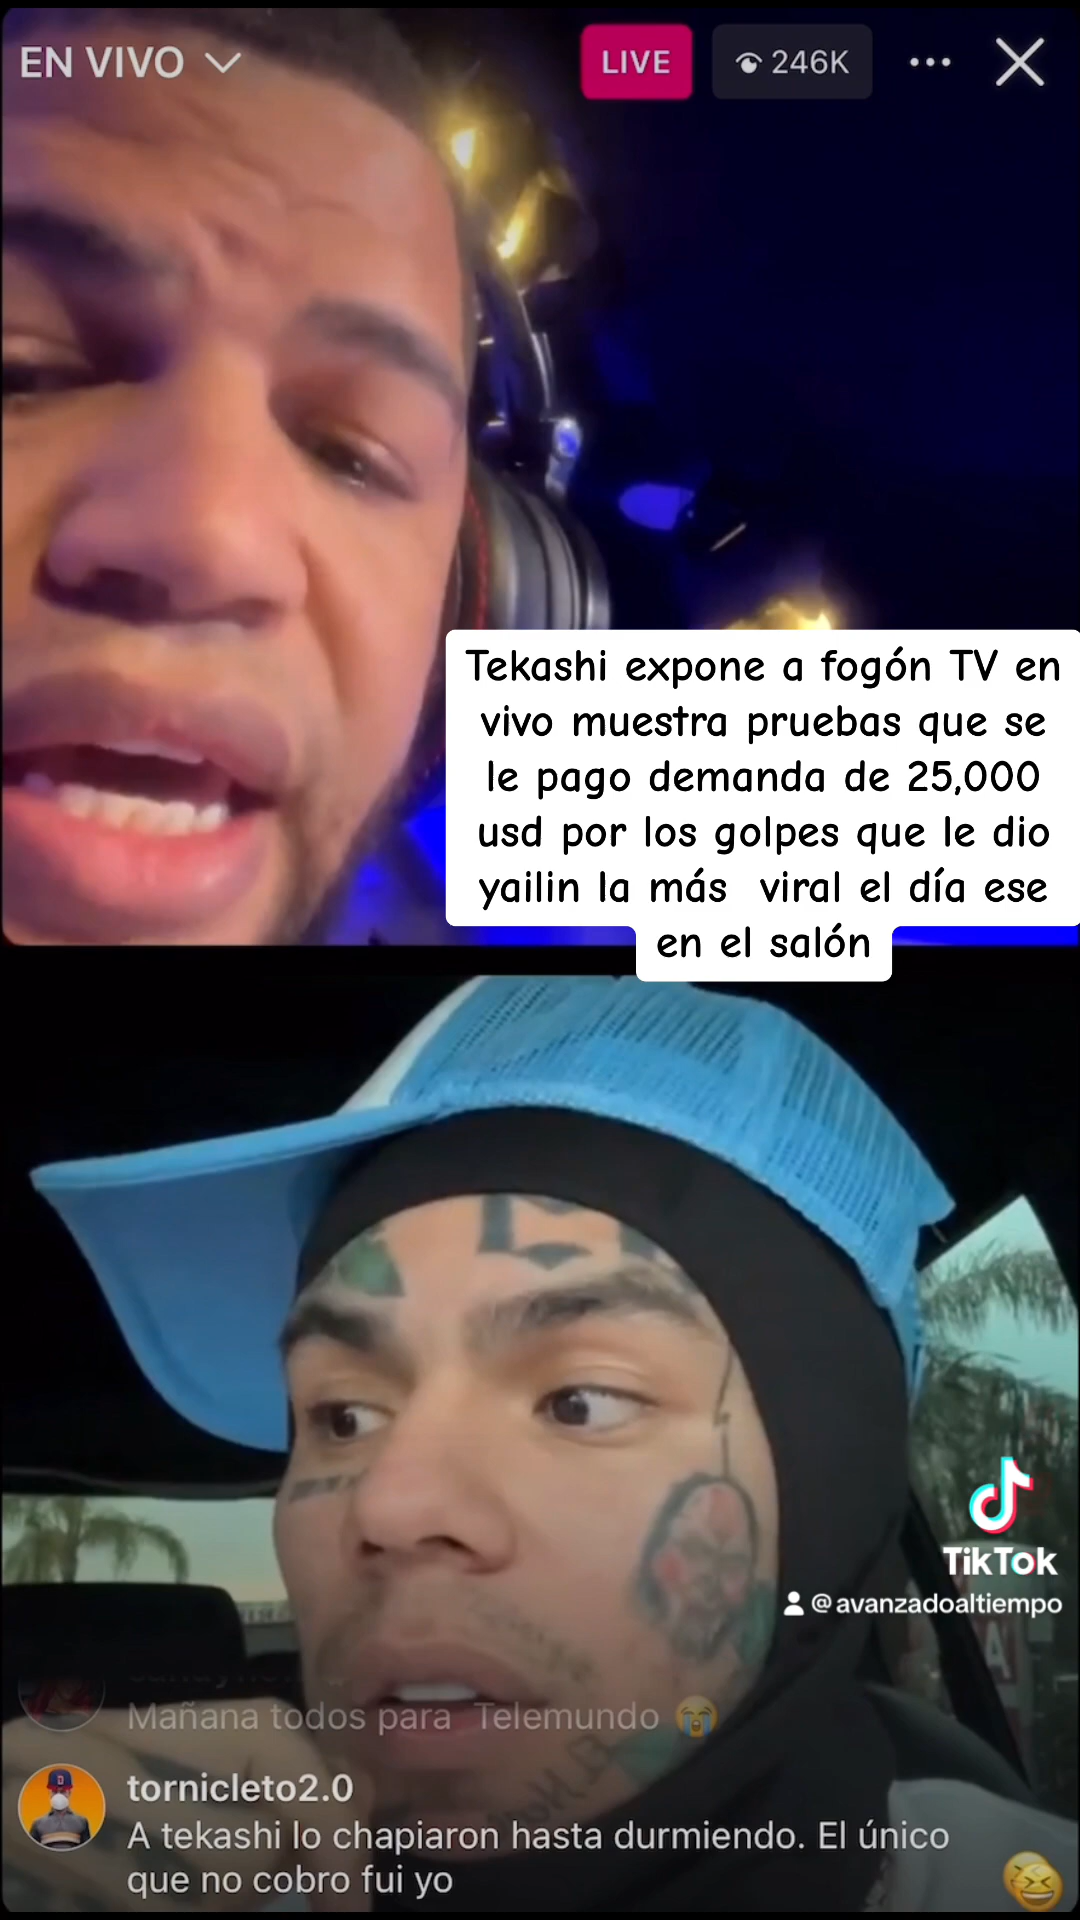 EN VIVO
LIVE
246K
Tekashi expone a fogón TV en
vivo muestra pruebas que se
le pago demanda de 25,000
usd por los golpes que le dio
yailin la más viral el día ese
en el salón
TikTok
@avanzadoaltiempo
Mañana todos para Telemundo 😭
tornicleto2.0
A tekashi lo chapiaron hasta durmiendo. El único
que no cobro fui yo